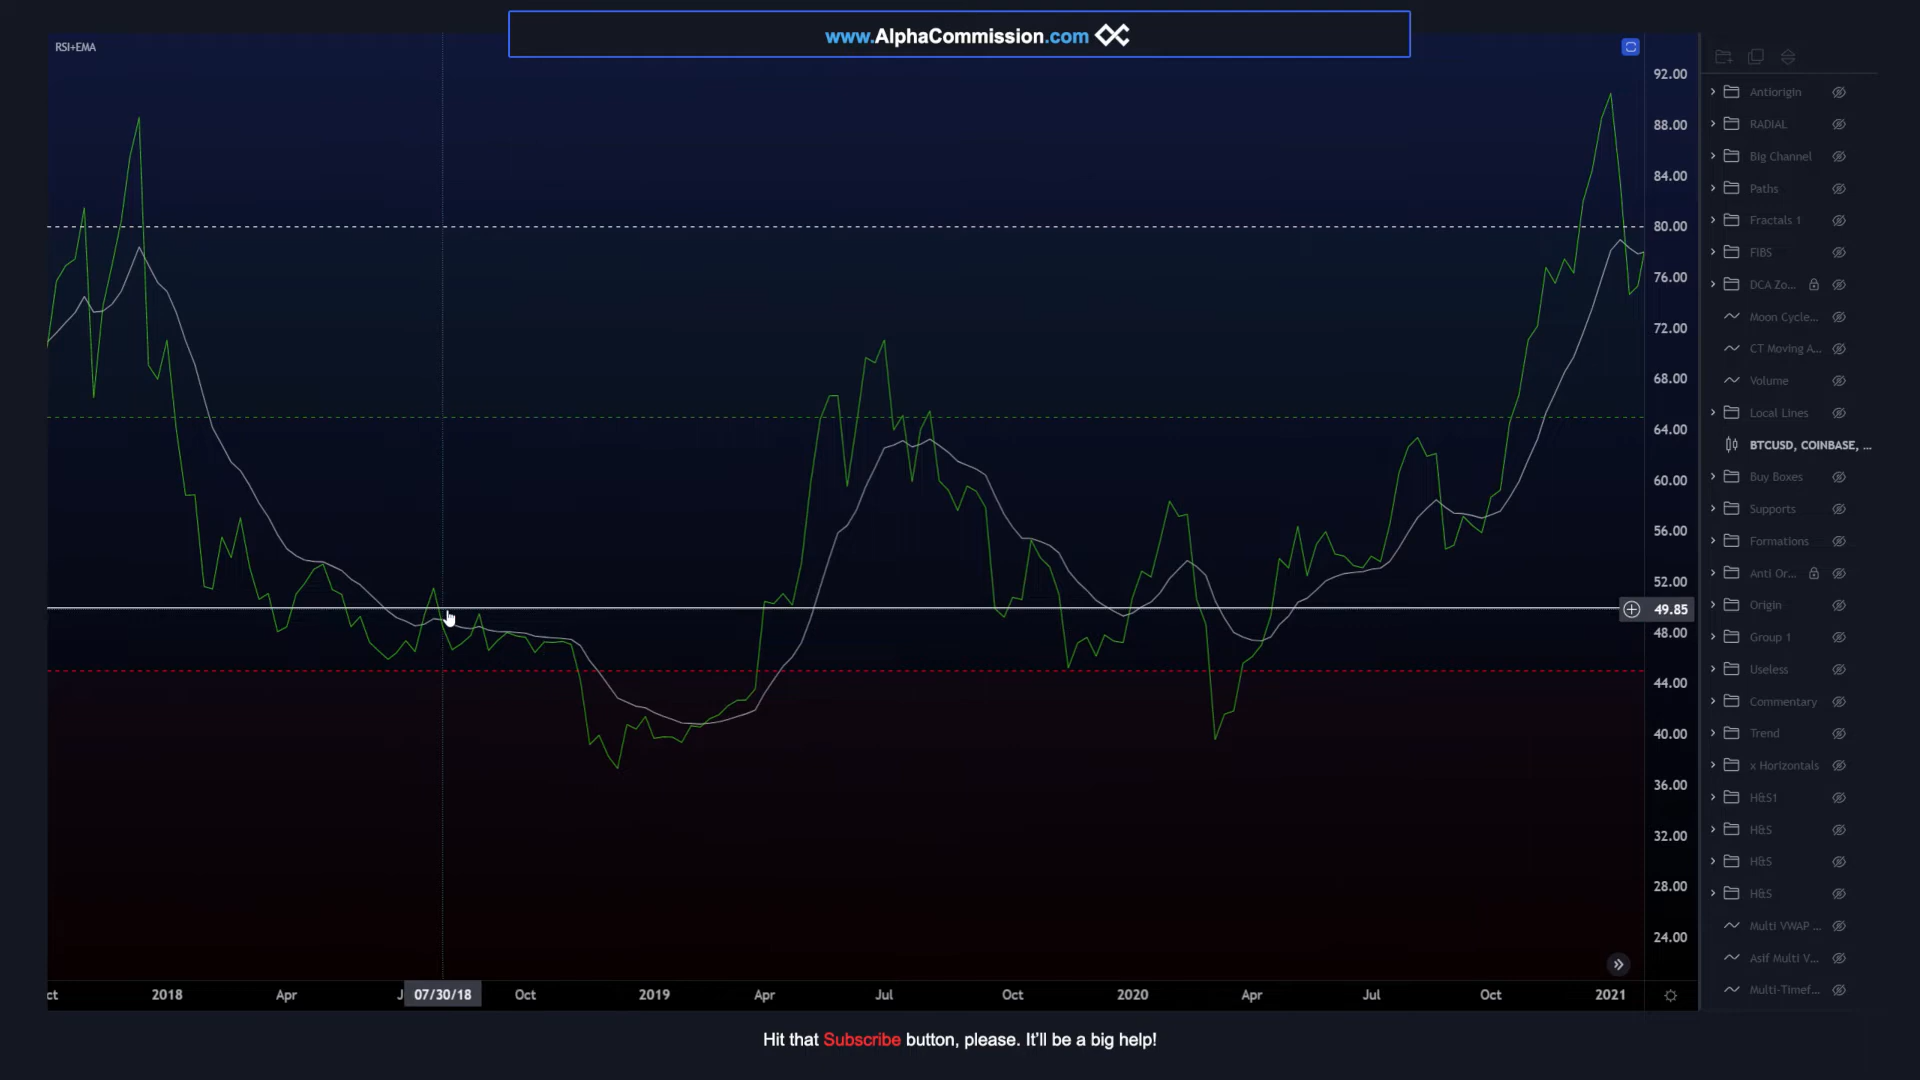 www.AlphaCommission.com
RSI+EMA
92.00
88.00
84.00
80.00
76.00
72.00
68.00
64.00
60.00
56.00
52.00
49.85
48.00
44.00
40.00
36.00
32.00
28.00
24.00
Antiorigin
RADIAL
Big Channel
Paths
Fractals 1
FIBS
DCA Zo...
Moon Cycle...
CT Moving A...
Volume
Local Lines
BTCUSD, COINBASE, ...
Buy Boxes
Supports
Formations
Anti Or...
Origin
Group 1
Useless
Commentary
Trend
x Horizontals
H&S1
H&S
H&S
H&S
Multi VWAP ...
Asif Multi V...
Multi-Timef...
ct 2018 Apr J 07/30/18 Oct 2019 Apr Jul Oct 2020 Apr Jul Oct 2021
Hit that Subscribe button, please. It'll be a big help!